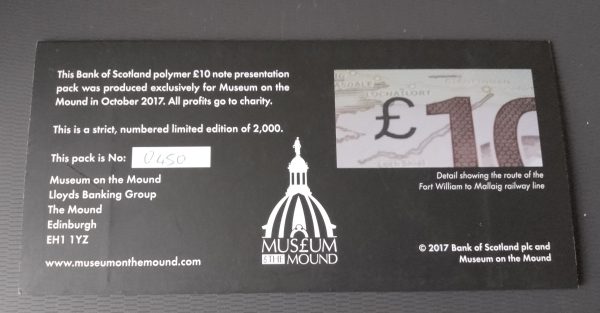 This Bank of Scotland polymer £10 note presentation
pack was produced exclusively for Museum on the
Mound in October 2017. All profits go to charity.
This is a strict, numbered limited edition of 2,000.
This pack is No: 0450
Museum on the Mound
Lloyds Banking Group
The Mound
Edinburgh
EH1 1YZ
www.museumonthemound.com
MUS£UM
ON THE MOUND
LOCHAILORT
£10
Detail showing the route of the
Fort William to Mallaig railway line
© 2017 Bank of Scotland plc and
Museum on the Mound